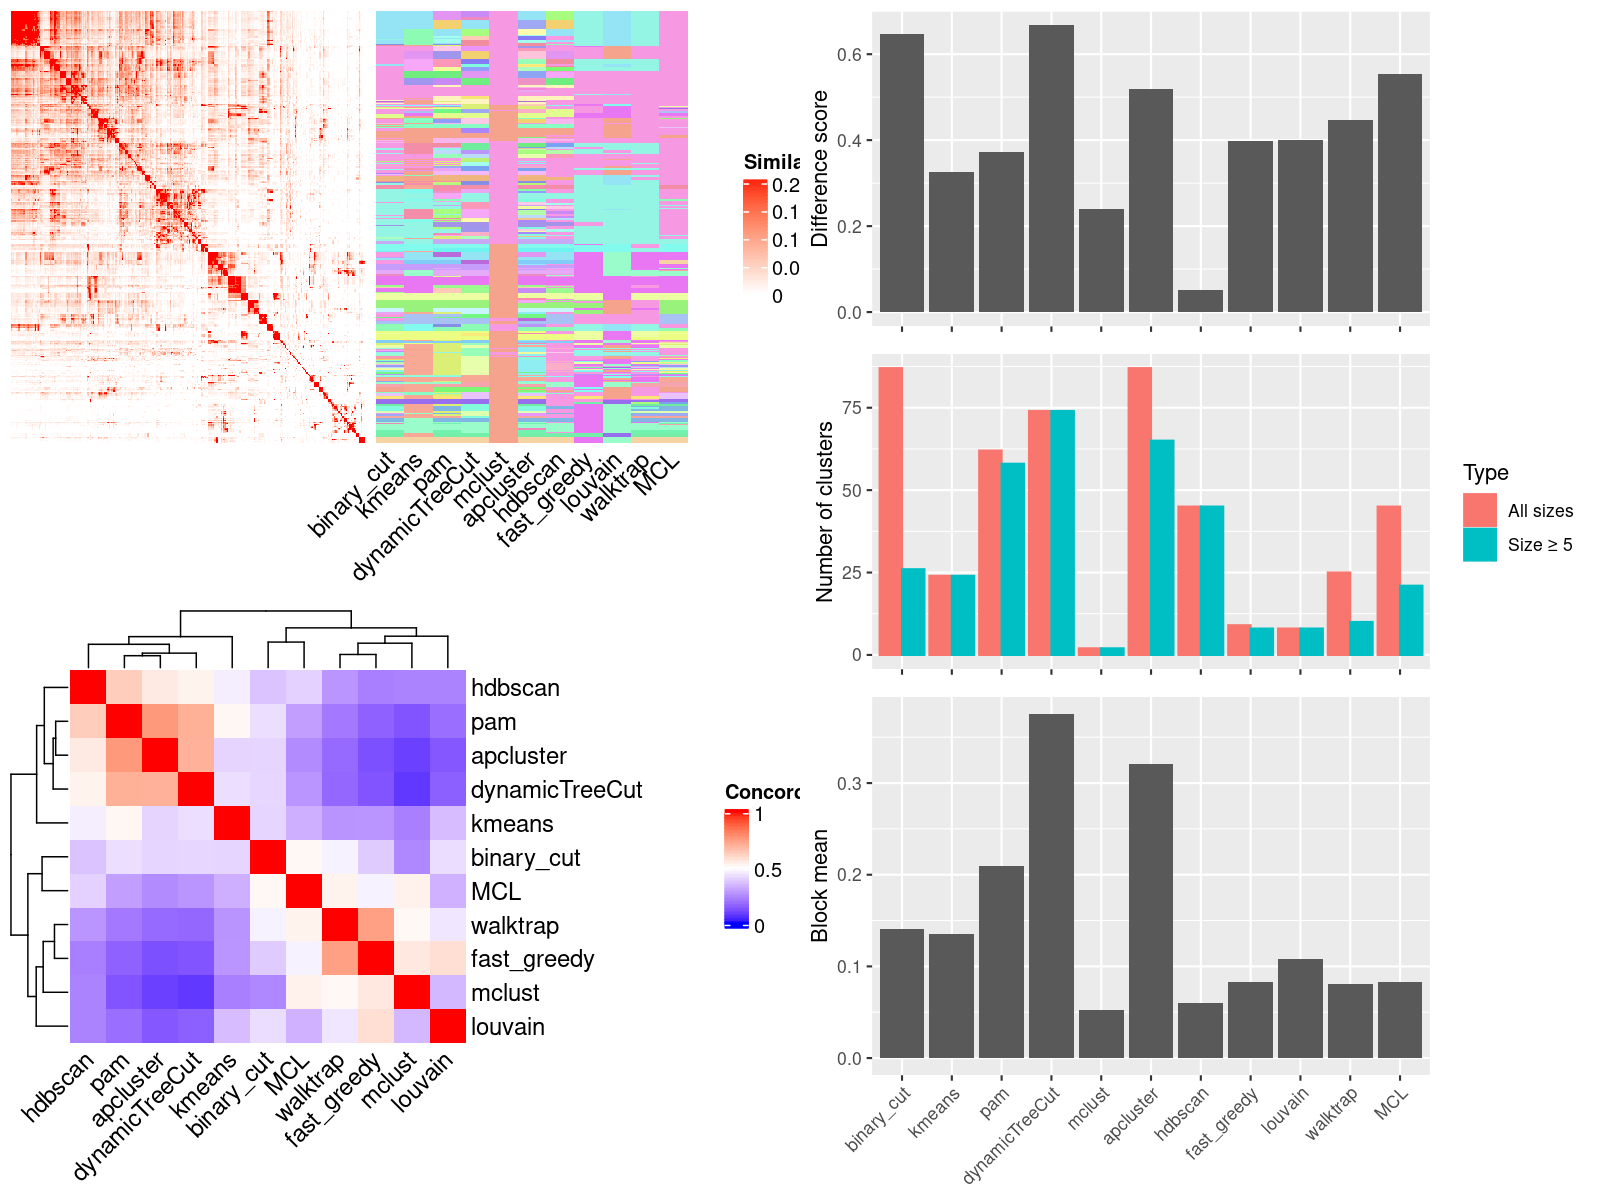 Simila
0.2
0.1
0.1
0.0
0
binary_cut
kmeans
pam
dynamicTreeCut
mclust
apcluster
hdbscan
fast_greedy
louvain
walktrap
MCL
hdbscan
pam
apcluster
dynamicTreeCut
kmeans
binary_cut
MCL
walktrap
fast_greedy
mclust
louvain
hdbscan
pam
apcluster
dynamicTreeCut
kmeans
binary_cut
MCL
walktrap
fast_greedy
mclust
louvain
Concord
1
0.5
0
Difference score
0.6
0.4
0.2
0.0
Number of clusters
75
50
25
0
Type
All sizes
Size ≥ 5
Block mean
0.3
0.2
0.1
0.0
binary_cut
kmeans
pam
dynamicTreeCut
mclust
apcluster
hdbscan
fast_greedy
louvain
walktrap
MCL